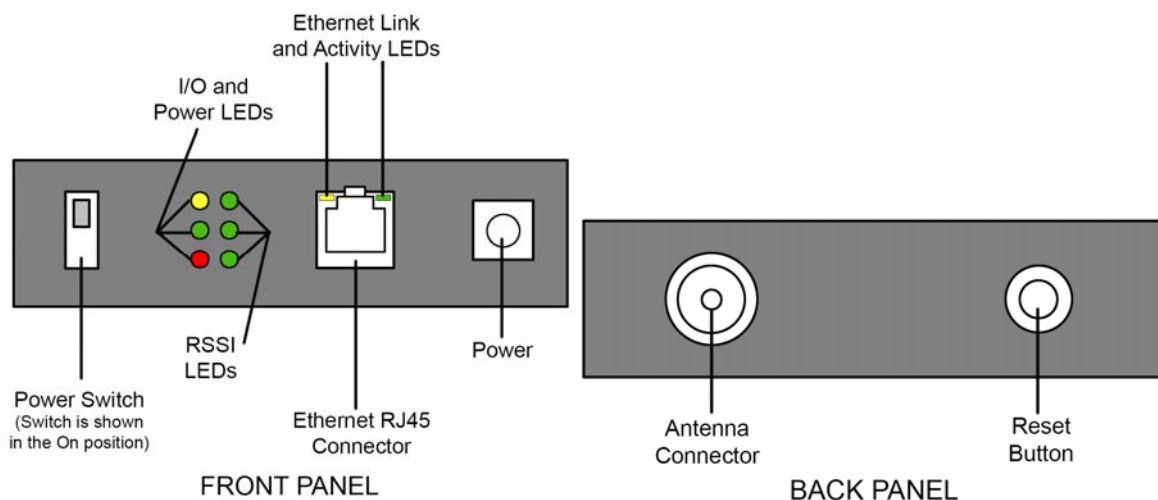 Ethernet Link
and Activity LEDs
I/O and
Power LEDs
RSSI
LEDs
Power
Power Switch
(Switch is shown
in the On position)
Ethernet RJ45
Connector
FRONT PANEL
Antenna
Connector
Reset
Button
BACK PANEL